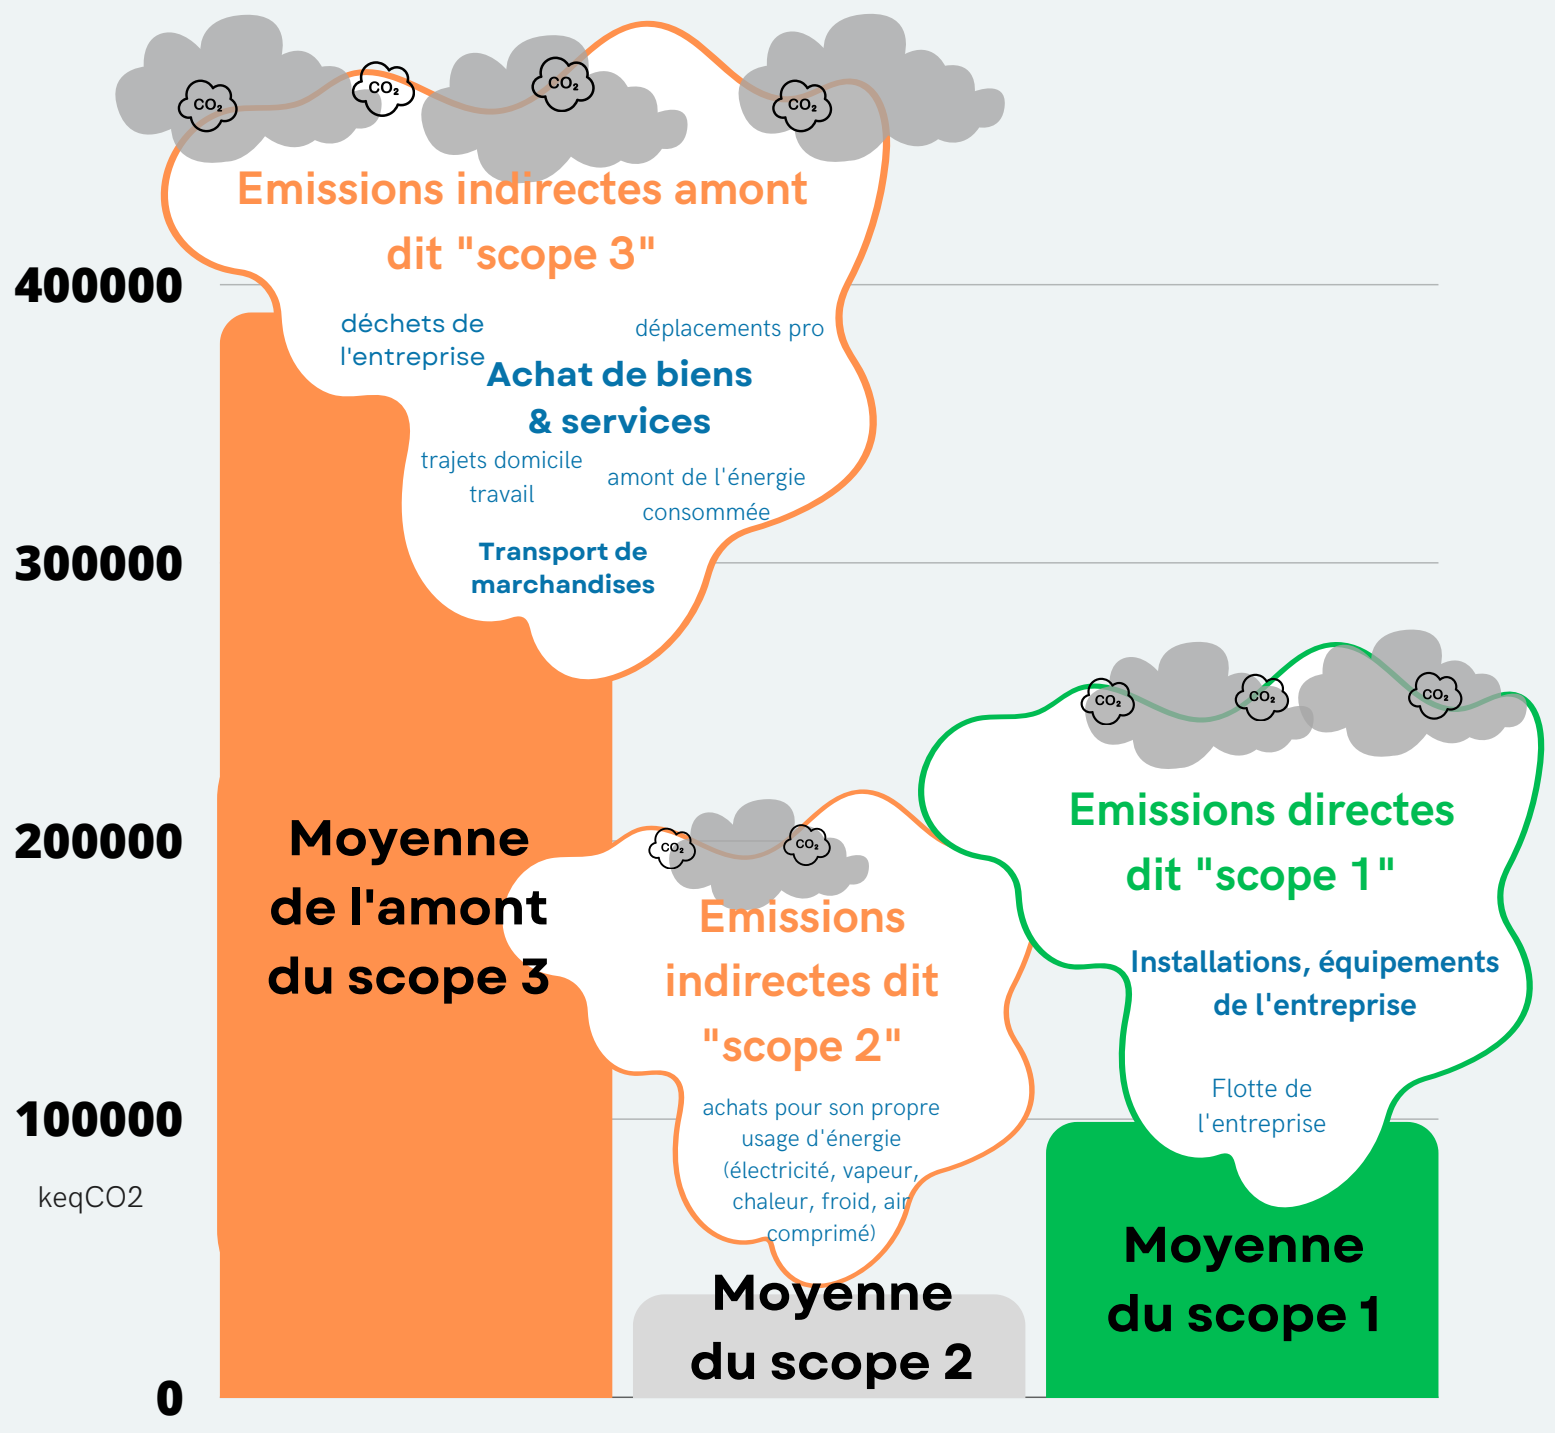 CO₂
CO₂
CO₂
CO₂
Emissions indirectes amont
dit "scope 3"
400000
déchets de
l'entreprise
déplacements pro
Achat de biens
& services
trajets domicile
travail
amont de l'énergie
consommée
Transport de
marchandises
300000
CO₂
CO₂
CO₂
Emissions directes
dit "scope 1"
Installations, équipements
de l'entreprise
Flotte de
l'entreprise
200000
Moyenne
de l'amont
du scope 3
CO₂
CO₂
Emissions
indirectes dit
"scope 2"
achats pour son propre
usage d'énergie
(électricité, vapeur,
chaleur, froid, air
comprimé)
100000
keqCO2
Moyenne
du scope 2
Moyenne
du scope 1
0